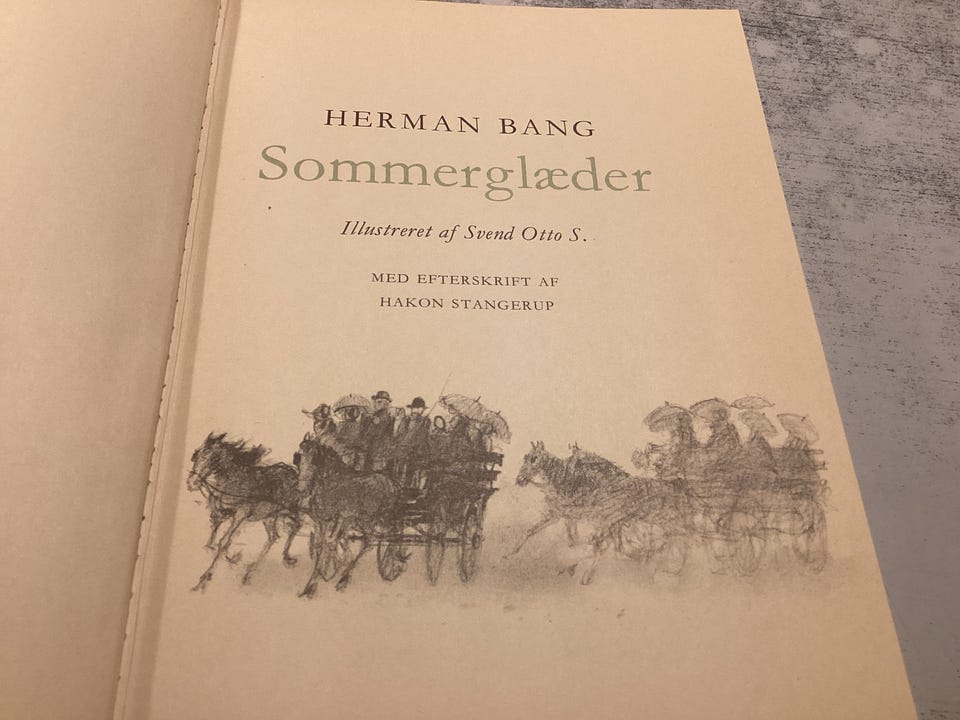 HERMAN BANG
Sommerglæder
Illustreret af Svend Otto S.
MED EFTERSKRIFT AF
HAKON STANGERUP